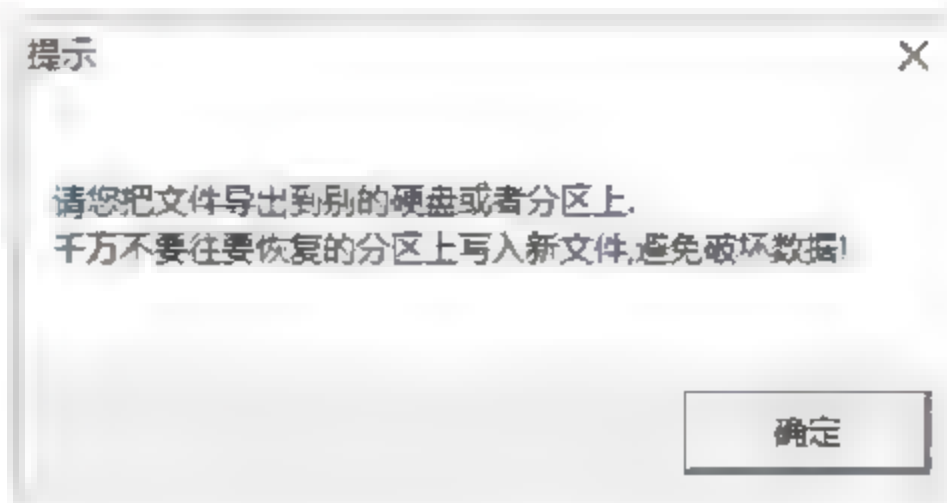 提示
请您把文件导出到别的硬盘或者分区上.
千万不要往要恢复的分区上写入新文件,避免破坏数据!
确定